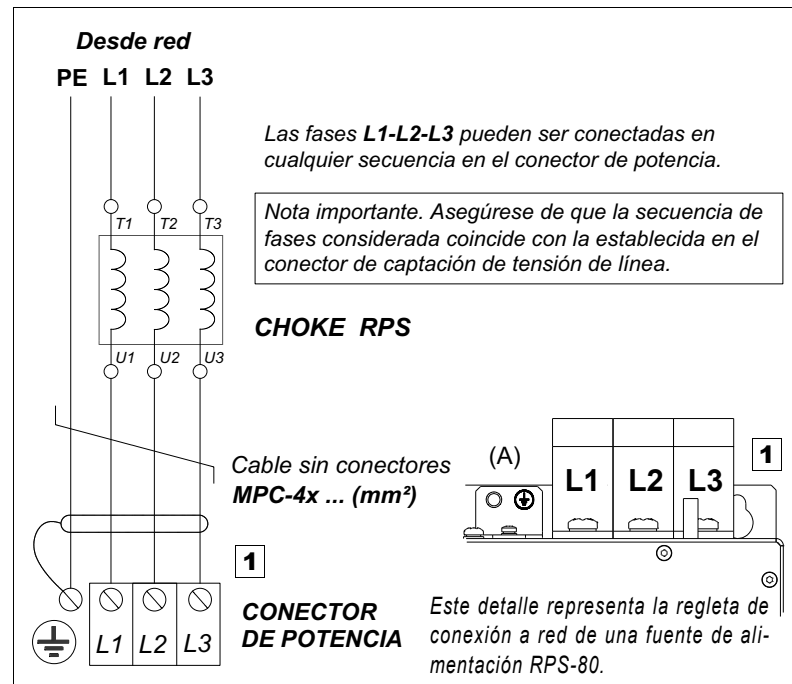 Desde red
PE L1 L2 L3
Las fases L1-L2-L3 pueden ser conectadas en
cualquier secuencia en el conector de potencia.
T1 T2 T3
Nota importante. Asegúrese de que la secuencia de
fases considerada coincide con la establecida en el
conector de captación de tensión de línea.
CHOKE RPS
U1 U2 U3
Cable sin conectores
MPC-4x ... (mm²)
(A)
L1 L2 L3
1
1
CONECTOR
DE POTENCIA
L1 L2 L3
Este detalle representa la regleta de
conexión a red de una fuente de ali-
mentación RPS-80.